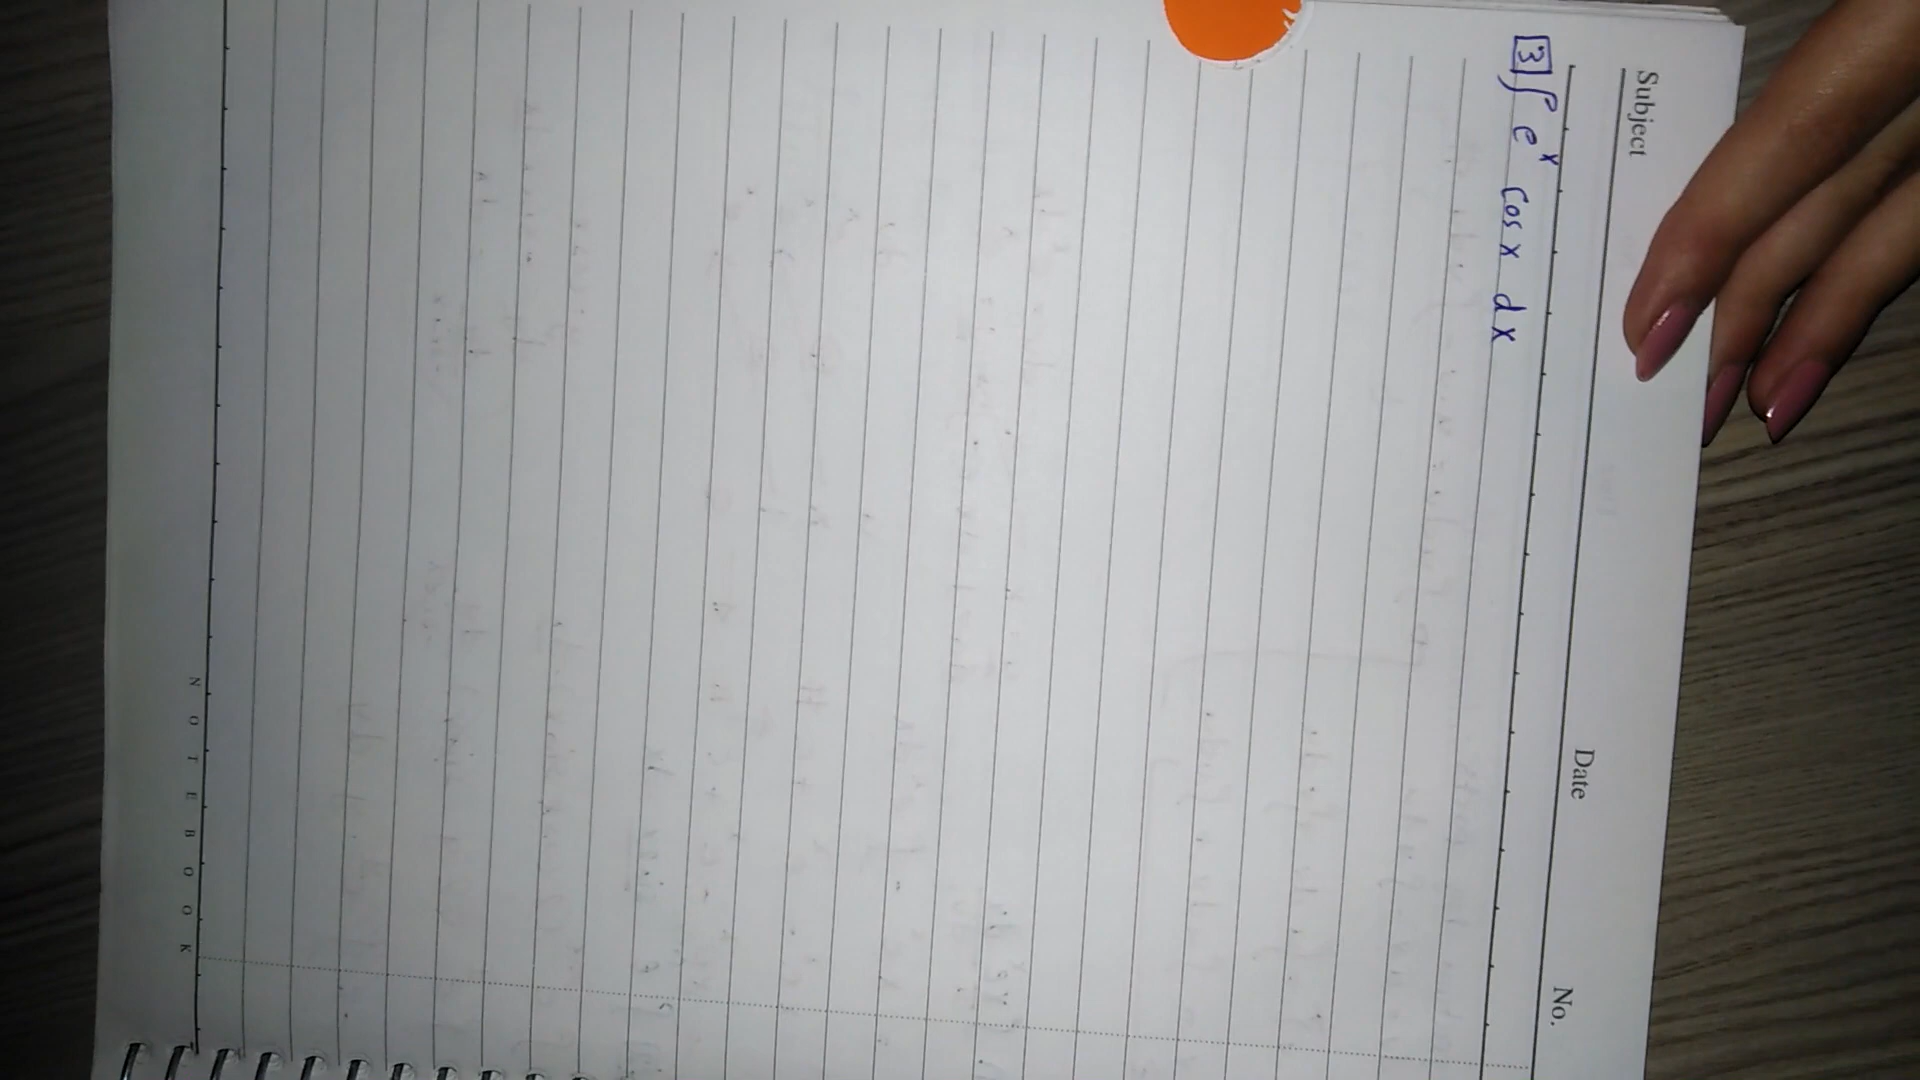 Subject
Date
No.
3 ∫ e^x cos x dx
NOTEBOOK